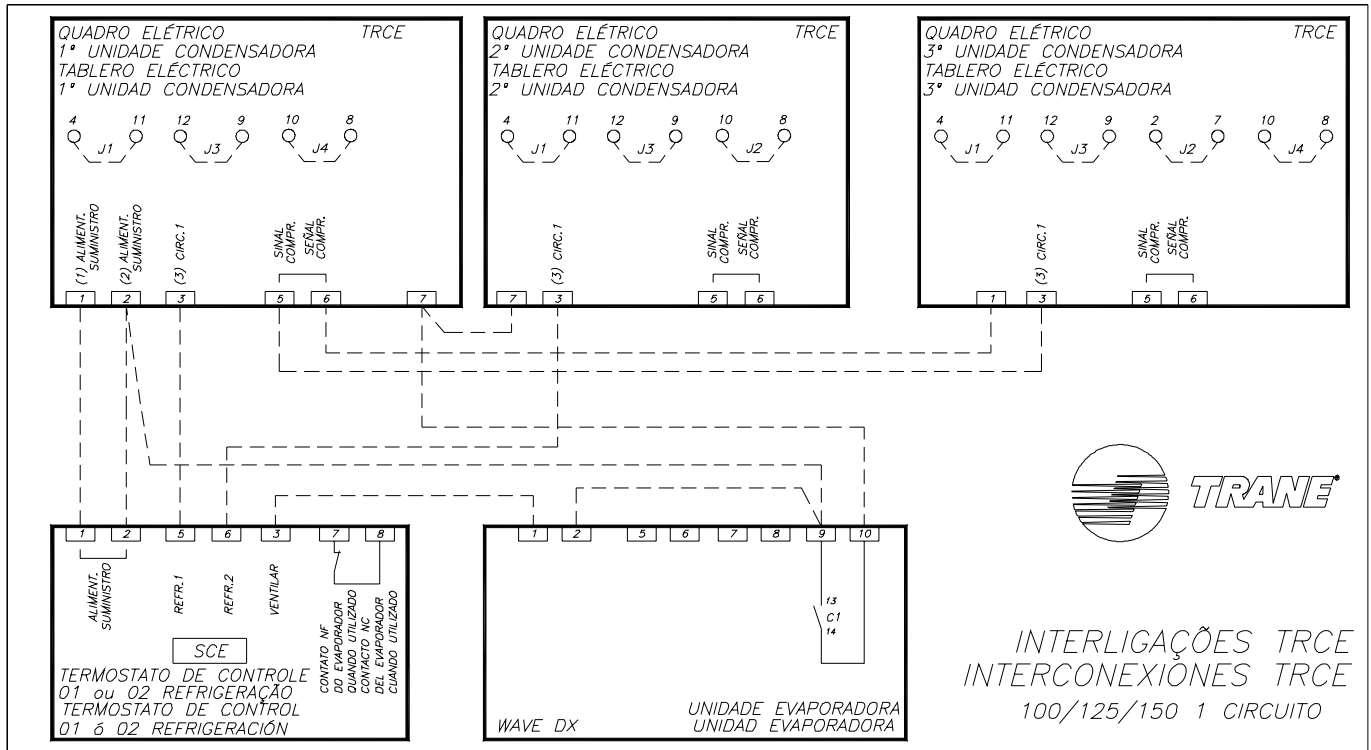 QUADRO ELÉTRICO TRCE
1ª UNIDADE CONDENSADORA
TABLERO ELÉCTRICO
1ª UNIDAD CONDENSADORA
4 11 12 9 10 8
J1 J3 J4
(1) ALIMENT.
SUMINISTRO
(2) ALIMENT.
SUMINISTRO
(3) CIRC.1
SINAL
COMPR.
SEÑAL
COMPR.
1 2 3 5 6 7
QUADRO ELÉTRICO TRCE
2ª UNIDADE CONDENSADORA
TABLERO ELÉCTRICO
2ª UNIDAD CONDENSADORA
4 11 12 9 10 8
J1 J3 J2
(3) CIRC.1
SINAL
COMPR.
SEÑAL
COMPR.
7 3 5 6
QUADRO ELÉTRICO TRCE
3ª UNIDADE CONDENSADORA
TABLERO ELÉCTRICO
3ª UNIDAD CONDENSADORA
4 11 12 9 2 7 10 8
J1 J3 J2 J4
(3) CIRC.1
SINAL
COMPR.
SEÑAL
COMPR.
1 3 5 6
TRANE®
1 2 5 6 3 7 8
ALIMENT.
SUMINISTRO
REFR.1
REFR.2
VENTILAR
CONTATO NF
DO EVAPORADOR
QUANDO UTILIZADO
CONTACTO NC
DEL EVAPORADOR
CUANDO UTILIZADO
SCE
TERMOSTATO DE CONTROLE
01 ou 02 REFRIGERAÇÃO
TERMOSTATO DE CONTROL
01 ó 02 REFRIGERACIÓN
1 2 5 6 7 8 9 10
13
C1
14
WAVE DX
UNIDADE EVAPORADORA
UNIDAD EVAPORADORA
INTERLIGAÇÕES TRCE
INTERCONEXIÓNES TRCE
100/125/150 1 CIRCUITO